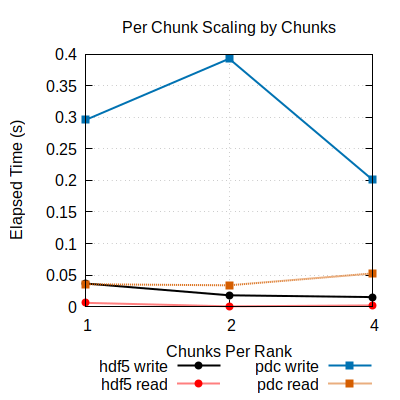 Per Chunk Scaling by Chunks
Elapsed Time (s)
0.4
0.35
0.3
0.25
0.2
0.15
0.1
0.05
0
1 2 4
Chunks Per Rank
hdf5 write pdc write
hdf5 read pdc read